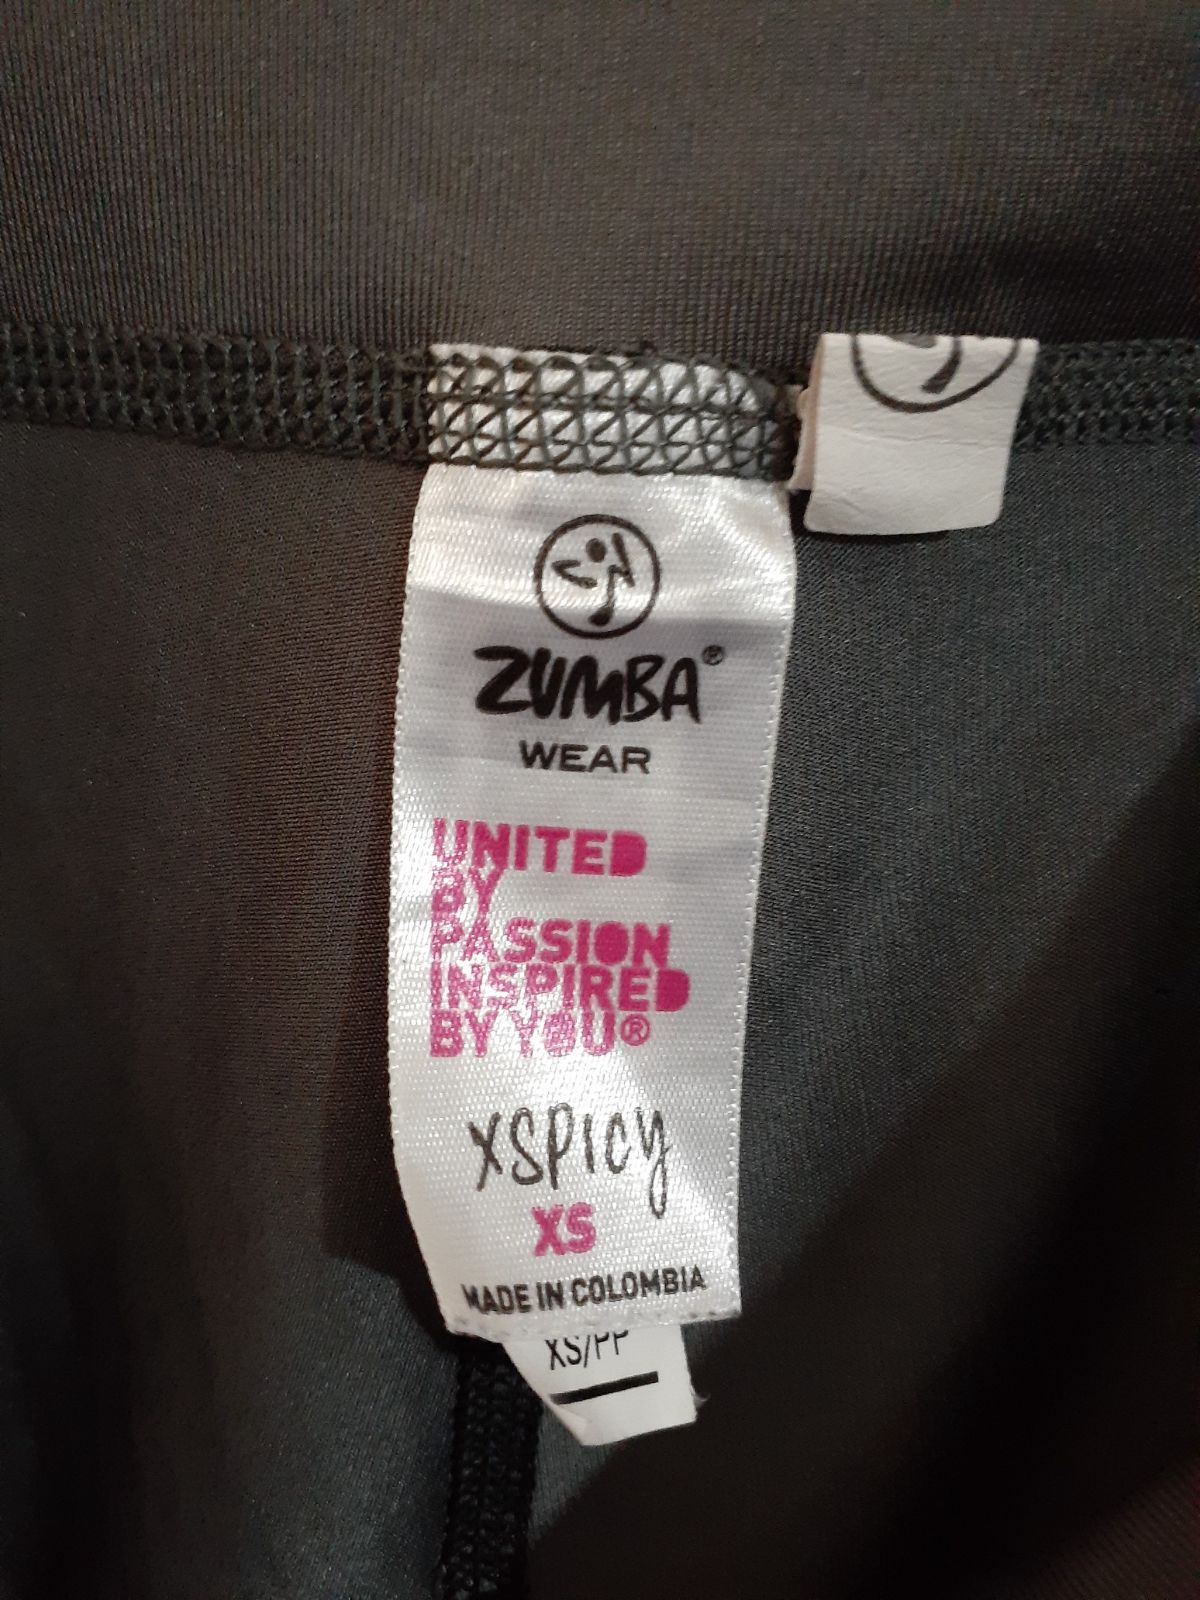 ZUMBA®
WEAR
UNITED
BY
PASSION
INSPIRED
BY YOU®
XSPICY
XS
MADE IN COLOMBIA
XS/PP